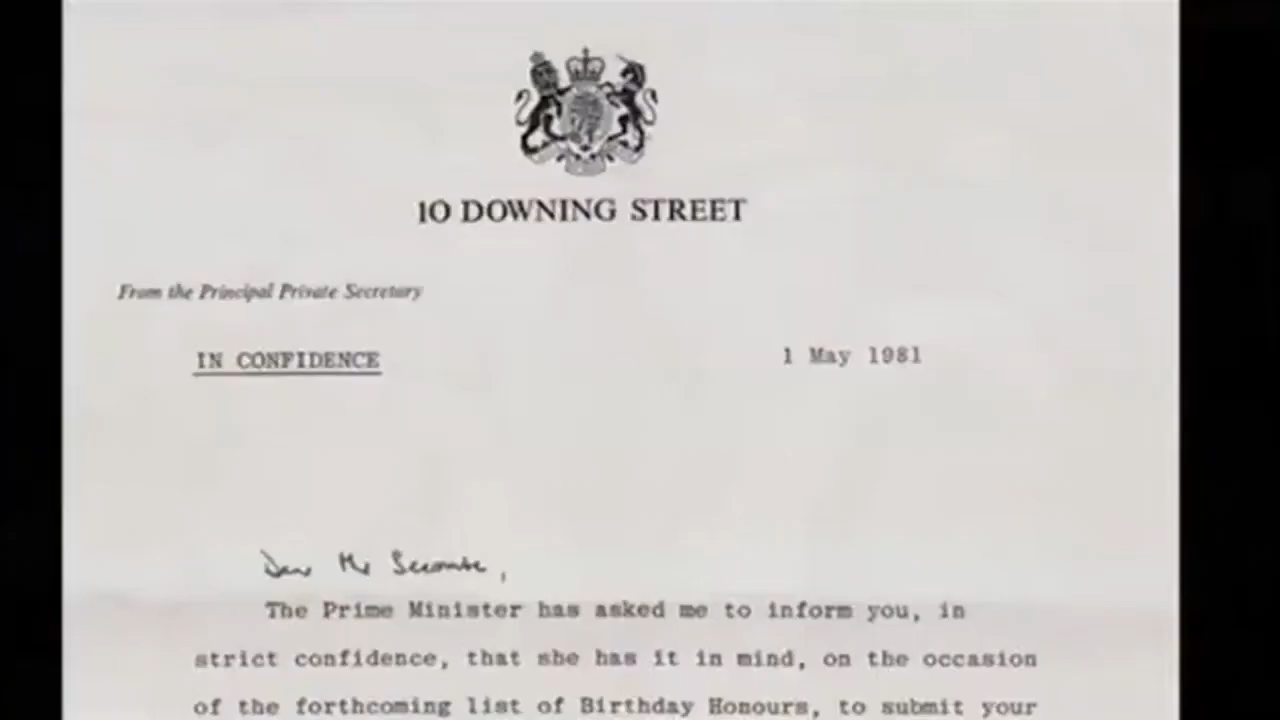 10 DOWNING STREET
From the Principal Private Secretary
IN CONFIDENCE
1 May 1981
Dear Mr Secombe,
The Prime Minister has asked me to inform you, in
strict confidence, that she has it in mind, on the occasion
of the forthcoming list of Birthday Honours, to submit your